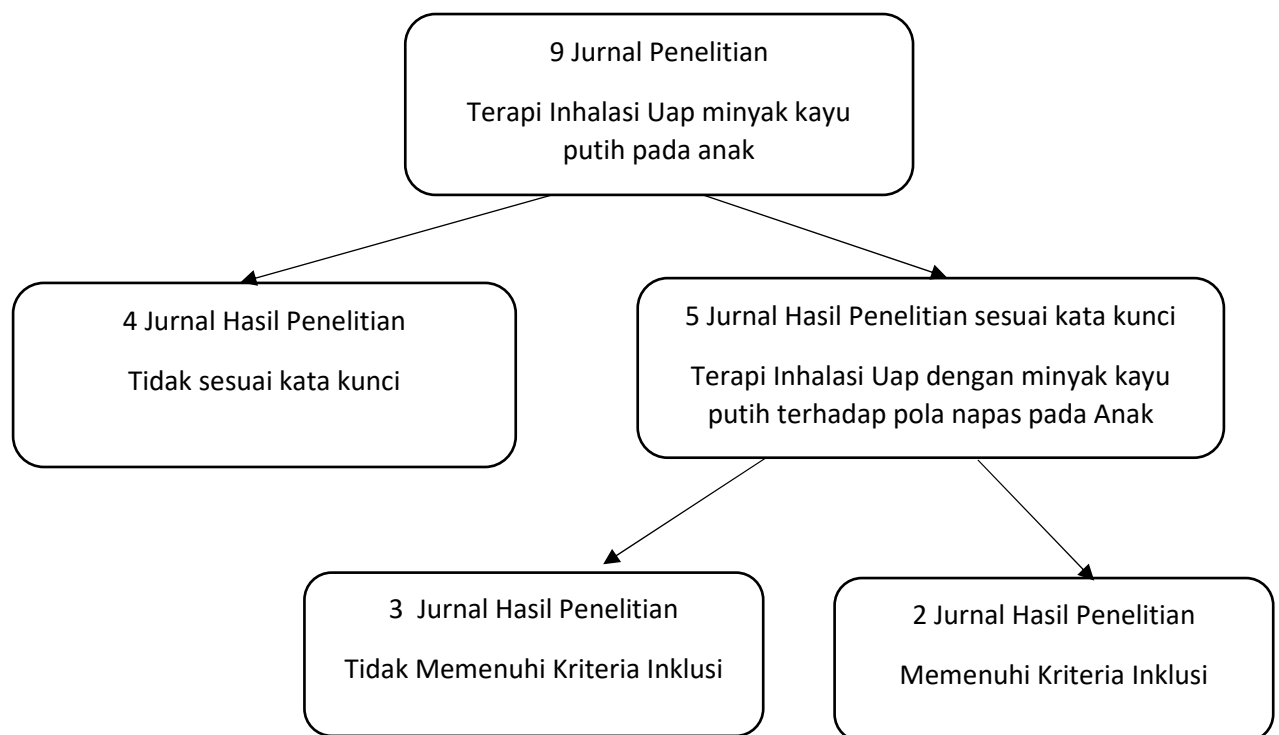 9 Jurnal Penelitian
Terapi Inhalasi Uap minyak kayu
putih pada anak
4 Jurnal Hasil Penelitian
Tidak sesuai kata kunci
5 Jurnal Hasil Penelitian sesuai kata kunci
Terapi Inhalasi Uap dengan minyak kayu
putih terhadap pola napas pada Anak
3 Jurnal Hasil Penelitian
Tidak Memenuhi Kriteria Inklusi
2 Jurnal Hasil Penelitian
Memenuhi Kriteria Inklusi